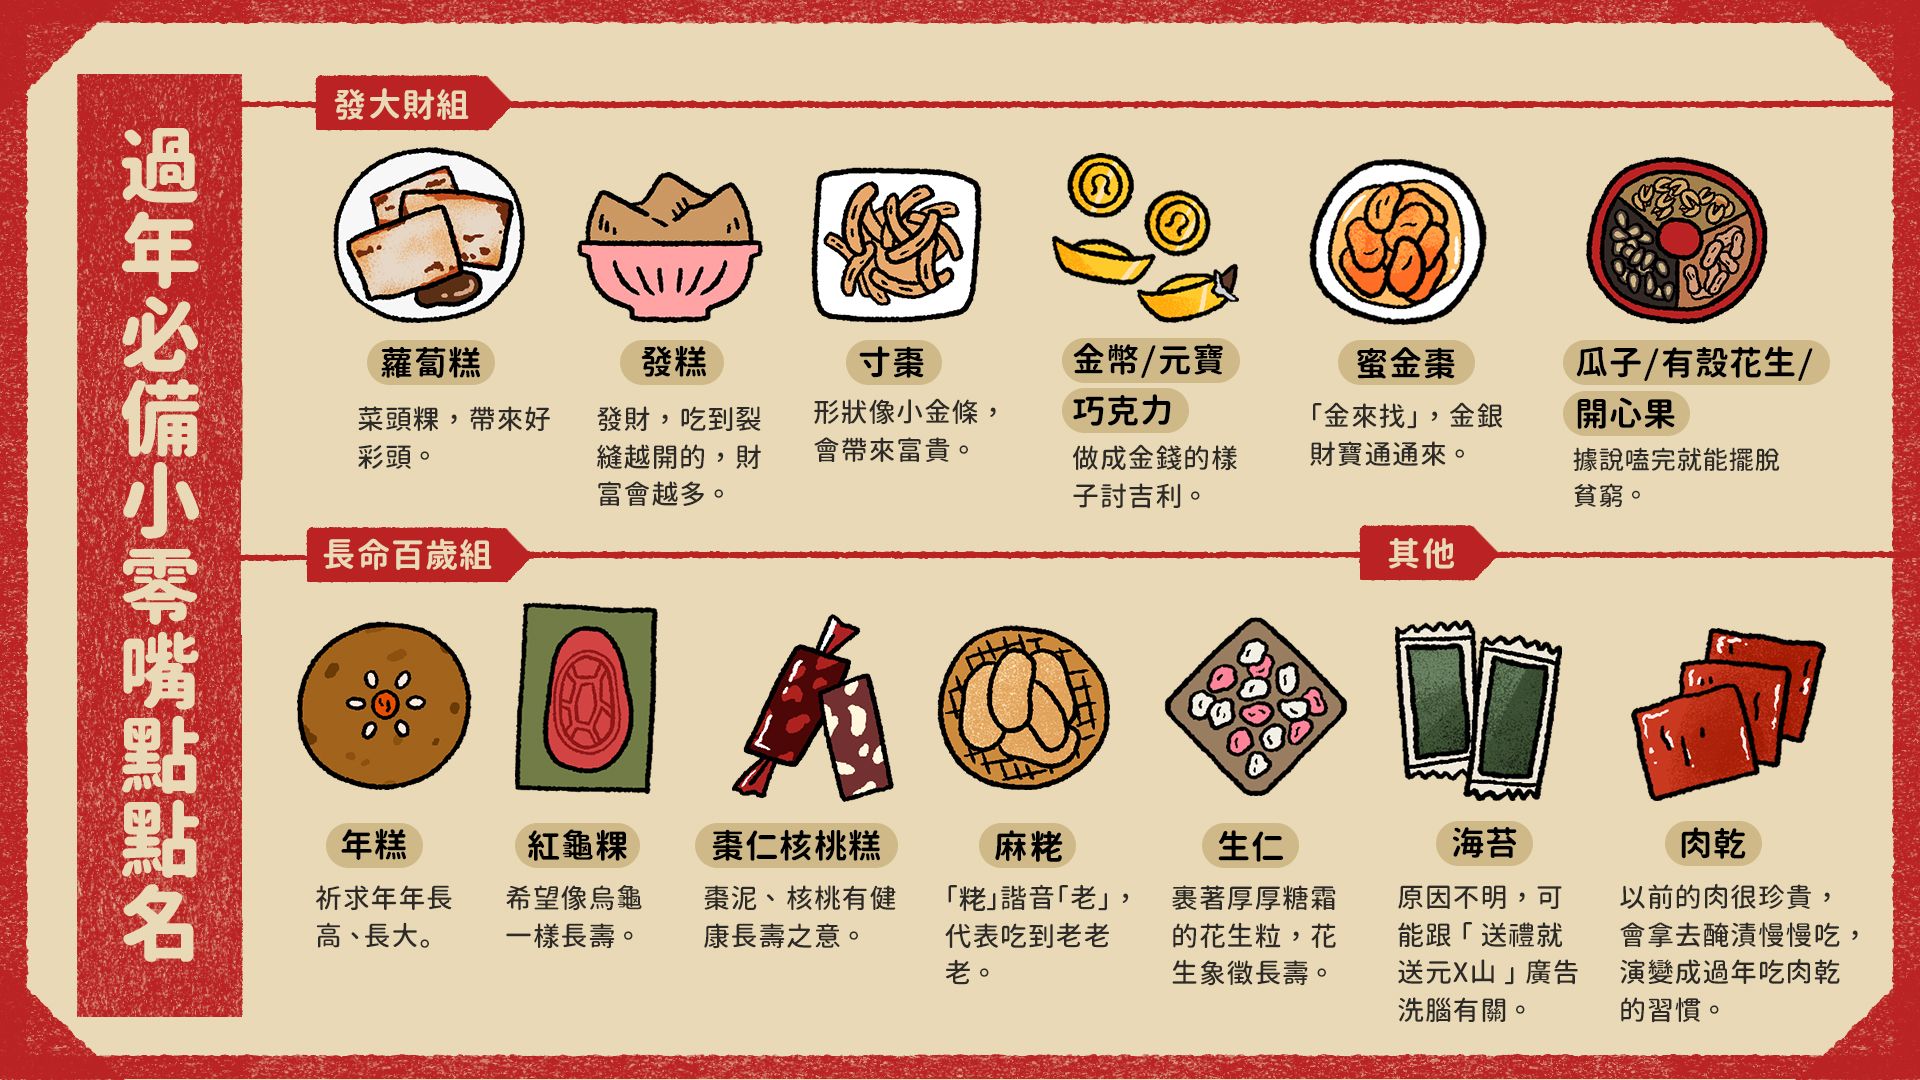 過年必備小零嘴點點名
發大財組
蘿蔔糕
菜頭粿，帶來好
彩頭。
發糕
發財，吃到裂
縫越開的，財
富會越多。
寸棗
形狀像小金條，
會帶來富貴。
金幣/元寶
巧克力
做成金錢的樣
子討吉利。
蜜金棗
「金來找」，金銀
財寶通通來。
瓜子/有殼花生/
開心果
據說嗑完就能擺脫
貧窮。
長命百歲組
年糕
祈求年年長
高、長大。
紅龜粿
希望像烏龜
一樣長壽。
棗仁核桃糕
棗泥、核桃有健
康長壽之意。
麻粩
「粩」諧音「老」，
代表吃到老老
老。
生仁
裹著厚厚糖霜
的花生粒，花
生象徵長壽。
其他
海苔
原因不明，可
能跟「送禮就
送元X山」廣告
洗腦有關。
肉乾
以前的肉很珍貴，
會拿去醃漬慢慢吃，
演變成過年吃肉乾
的習慣。